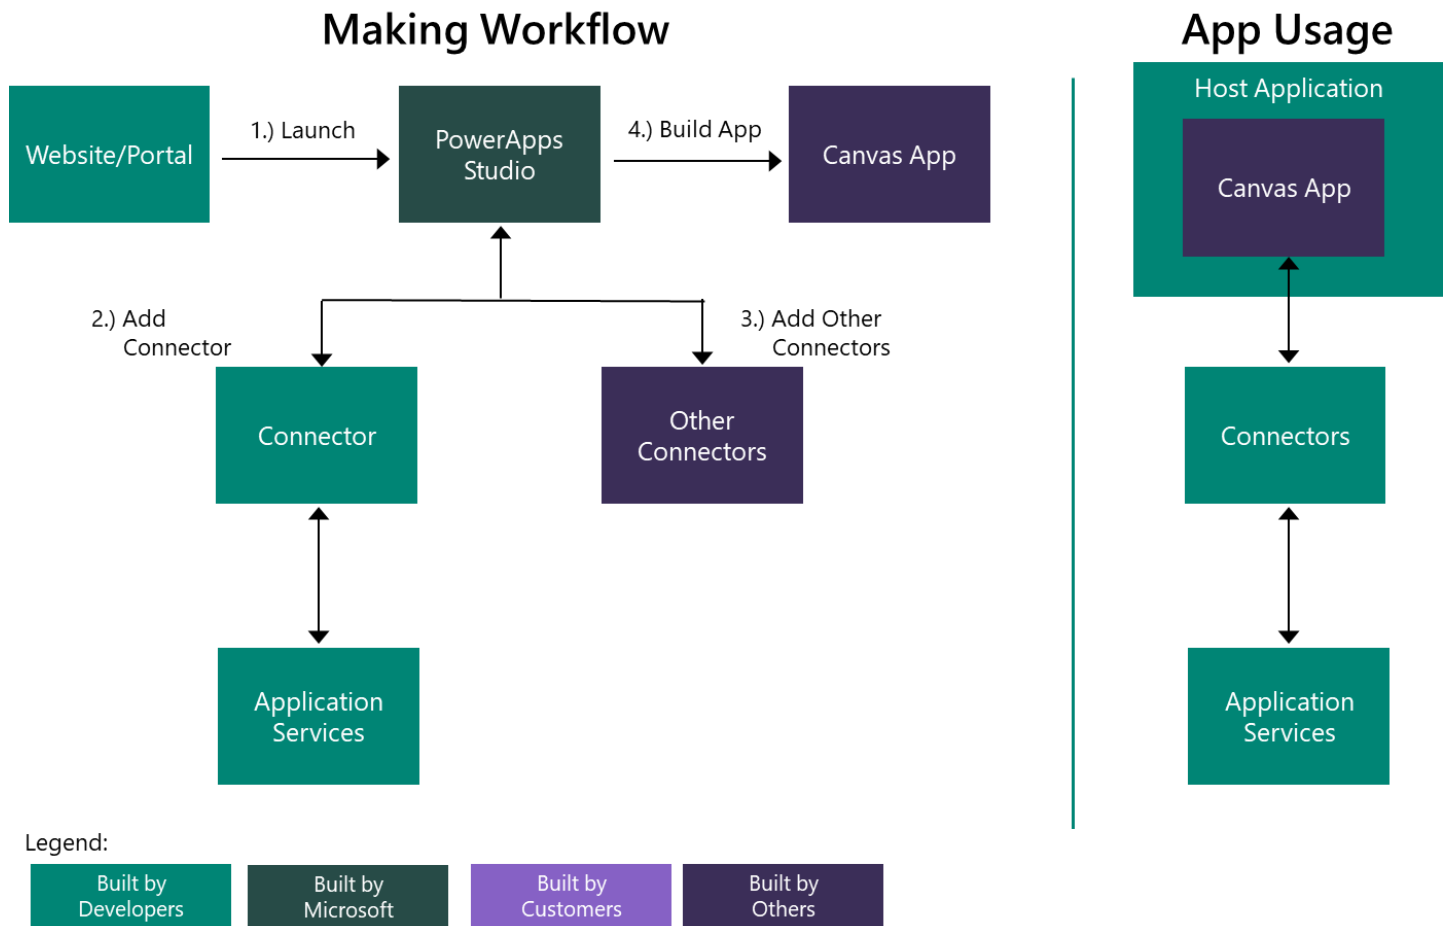 Making Workflow
App Usage
Website/Portal
1.) Launch
PowerApps
Studio
4.) Build App
Canvas App
Host Application
Canvas App
2.) Add
Connector
3.) Add Other
Connectors
Connector
Other
Connectors
Connectors
Application
Services
Application
Services
Legend:
Built by
Developers
Built by
Microsoft
Built by
Customers
Built by
Others